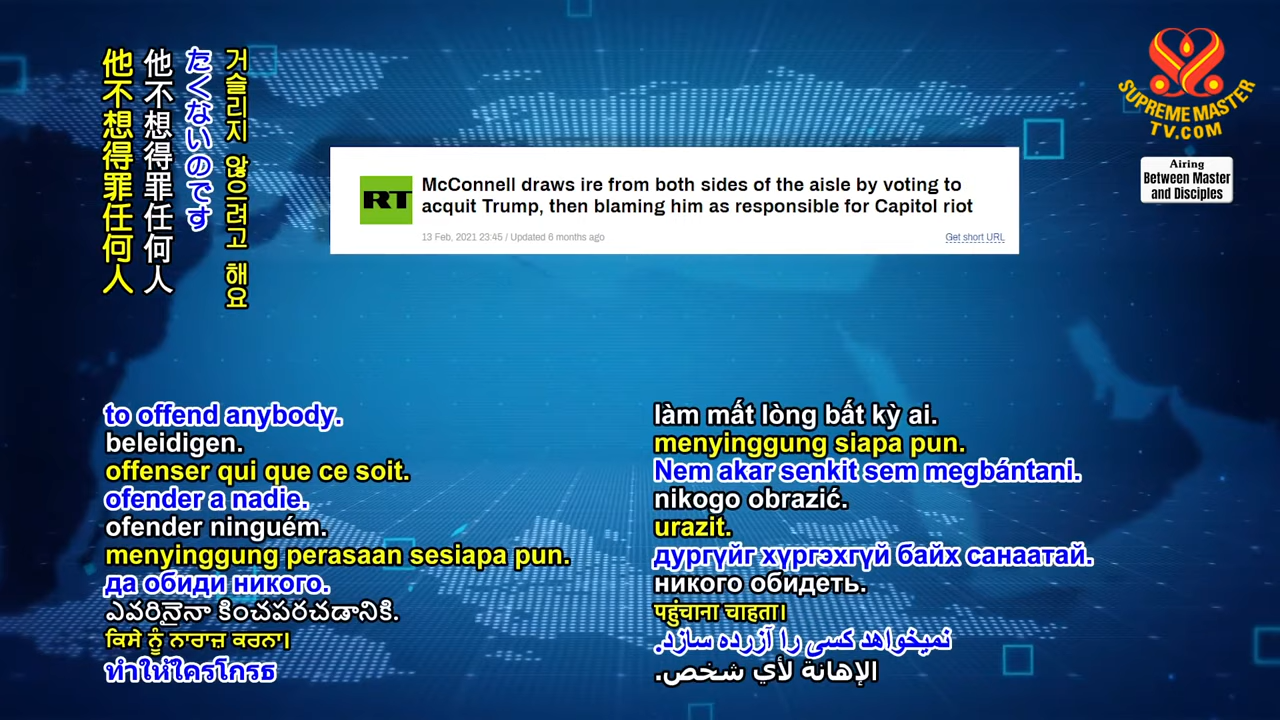 거슬리지 않으려고 해요
たくないのです
他不想得罪任何人
他不想得罪任何人
SUPREME MASTER
TV.COM
Airing
Between Master
and Disciples
RT
McConnell draws ire from both sides of the aisle by voting to
acquit Trump, then blaming him as responsible for Capitol riot
13 Feb, 2021 23:45 / Updated 6 months ago
Get short URL
to offend anybody.
beleidigen.
offenser qui que ce soit.
ofender a nadie.
ofender ninguém.
menyinggung perasaan sesiapa pun.
да обиди никого.
ఎవరినైనా కించపరచడానికి.
ਕਿਸੇ ਨੂੰ ਨਾਰਾਜ਼ ਕਰਨਾ।
ทำให้ใครโกรธ
làm mất lòng bất kỳ ai.
menyinggung siapa pun.
Nem akar senkit sem megbántani.
nikogo obrazić.
urazit.
дургүйг хүргэхгүй байх санаатай.
никого обидеть.
पहुंचाना चाहता।
نمیخواهد کسی را آزرده سازد.
الإهانة لأي شخص.